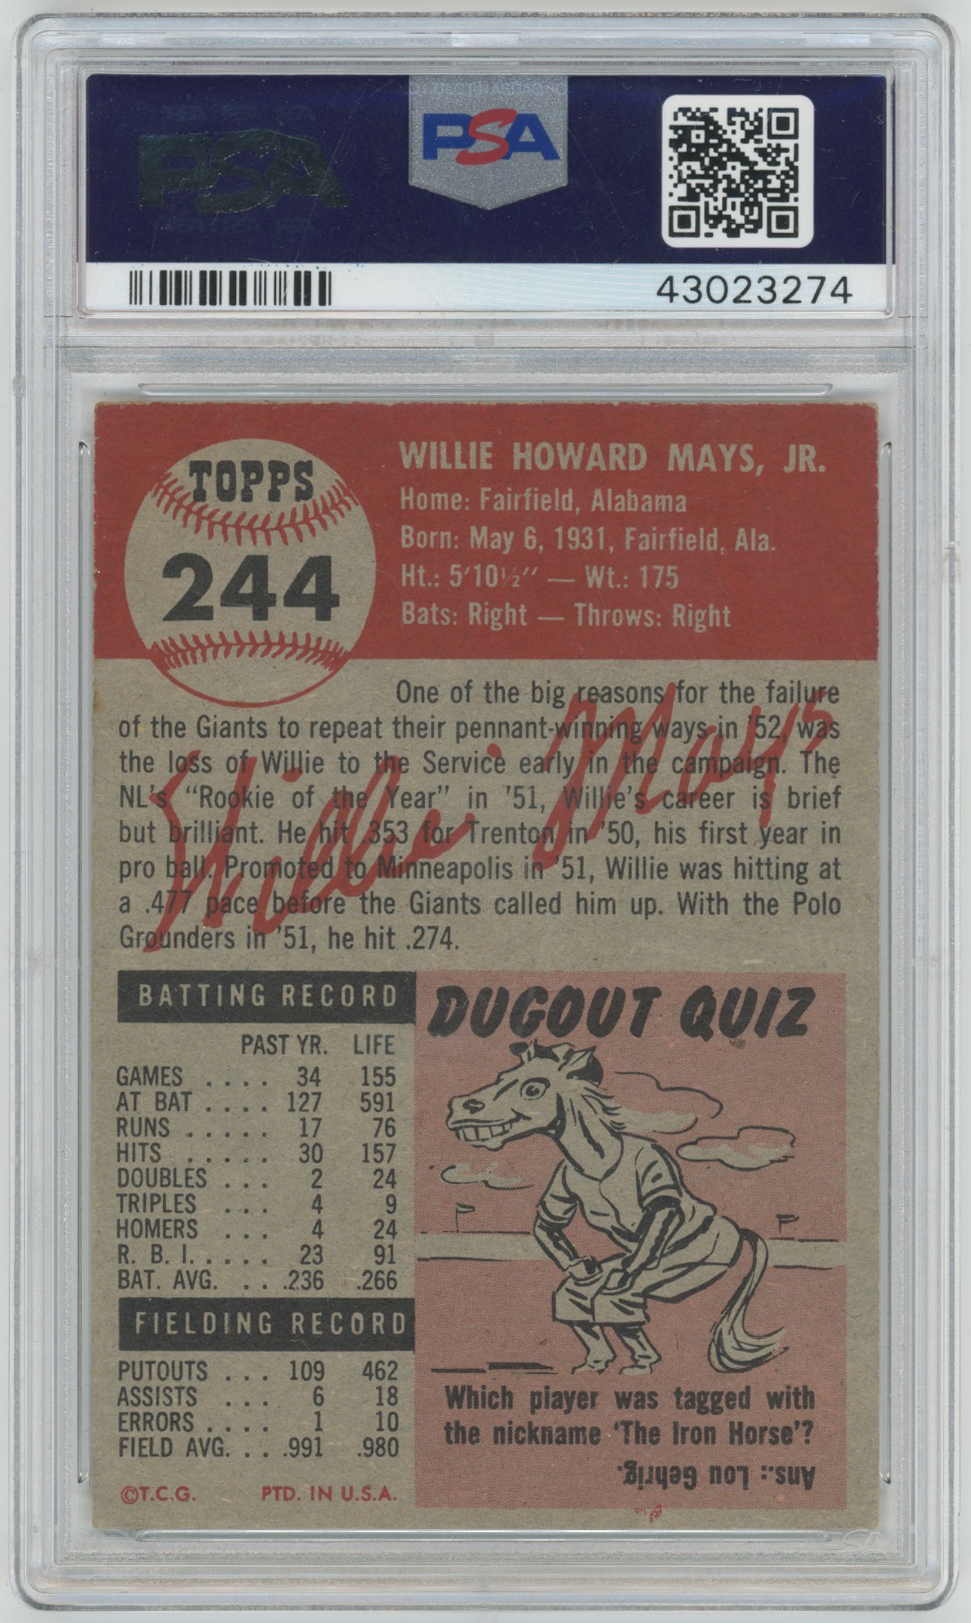 PSA
PSA
43023274
TOPPS
244
WILLIE HOWARD MAYS, JR.
Home: Fairfield, Alabama
Born: May 6, 1931, Fairfield, Ala.
Ht.: 5'10½" — Wt.: 175
Bats: Right — Throws: Right
One of the big reasons for the failure
of the Giants to repeat their pennant-winning ways in '52, was
the loss of Willie to the Service early in the campaign. The
NL's "Rookie of the Year" in '51, Willie's career is brief
but brilliant. He hit .353 for Trenton in '50, his first year in
pro ball. Promoted to Minneapolis in '51, Willie was hitting at
a .477 pace before the Giants called him up. With the Polo
Grounders in '51, he hit .274.
Willie Mays
BATTING RECORD
PAST YR. LIFE
GAMES .... 34 155
AT BAT .... 127 591
RUNS ..... 17 76
HITS ..... 30 157
DOUBLES ... 2 24
TRIPLES ... 4 9
HOMERS ... 4 24
R. B. I. .... 23 91
BAT. AVG. .. .236 .266
FIELDING RECORD
PUTOUTS ... 109 462
ASSISTS ... 6 18
ERRORS .... 1 10
FIELD AVG. .. .991 .980
©T.C.G. PTD. IN U.S.A.
DUGOUT QUIZ
Which player was tagged with
the nickname 'The Iron Horse'?
Ans.: Lou Gehrig.